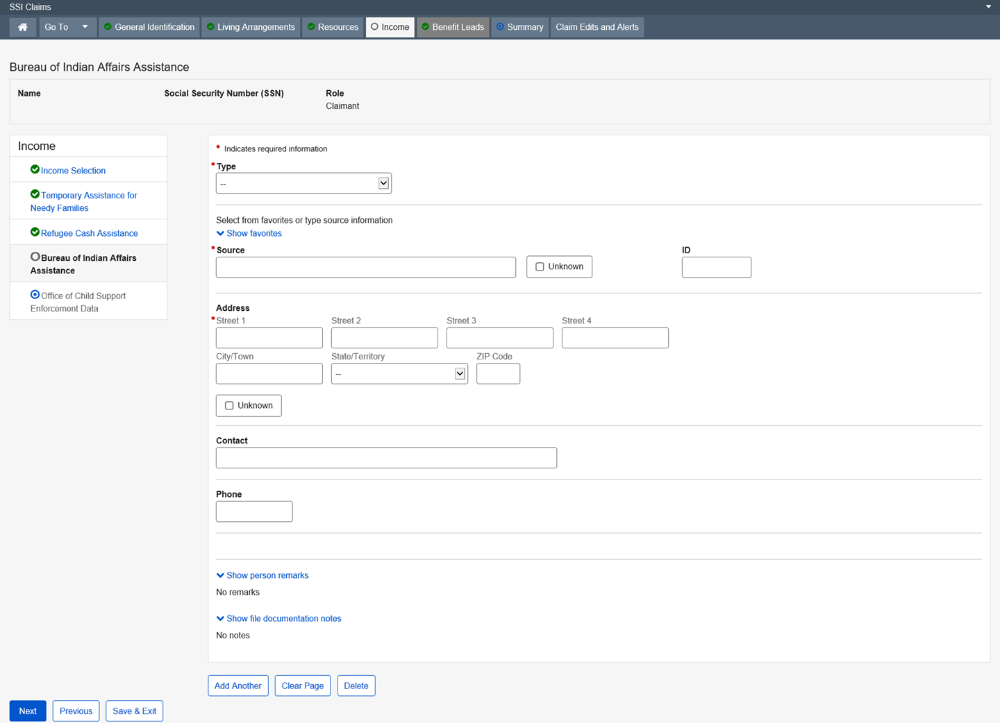 SSI Claims
Go To General Identification Living Arrangements Resources Income Benefit Leads Summary Claim Edits and Alerts
Bureau of Indian Affairs Assistance
Name Social Security Number (SSN) Role
Claimant
Income
Income Selection
Temporary Assistance for
Needy Families
Refugee Cash Assistance
Bureau of Indian Affairs
Assistance
Office of Child Support
Enforcement Data
* Indicates required information
* Type
--
Select from favorites or type source information
Show favorites
* Source ID
Unknown
Address
* Street 1 Street 2 Street 3 Street 4
City/Town State/Territory ZIP Code
--
Unknown
Contact
Phone
Show person remarks
No remarks
Show file documentation notes
No notes
Add Another Clear Page Delete
Next Previous Save & Exit